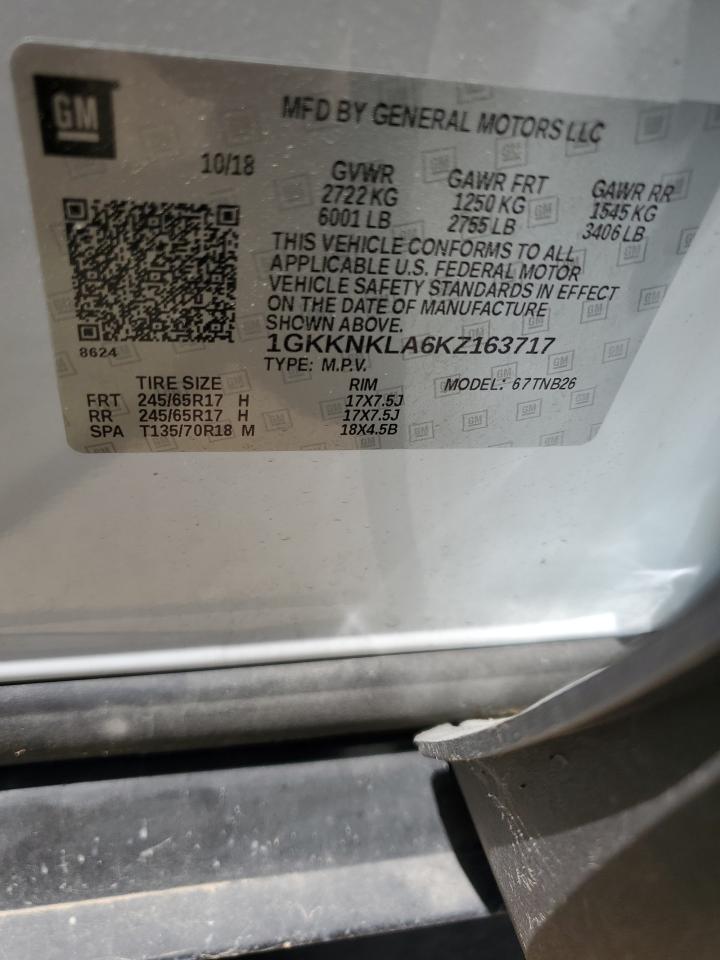 GM
MFD BY GENERAL MOTORS LLC
10/18
GVWR GAWR FRT GAWR RR
2722 KG 1250 KG 1545 KG
6001 LB 2755 LB 3406 LB
THIS VEHICLE CONFORMS TO ALL
APPLICABLE U.S. FEDERAL MOTOR
VEHICLE SAFETY STANDARDS IN EFFECT
ON THE DATE OF MANUFACTURE
SHOWN ABOVE.
8624
1GKKNKLA6KZ163717
TYPE: M.P.V.
TIRE SIZE RIM MODEL: 67TNB26
FRT 245/65R17 H 17X7.5J
RR 245/65R17 H 17X7.5J
SPA T135/70R18 M 18X4.5B